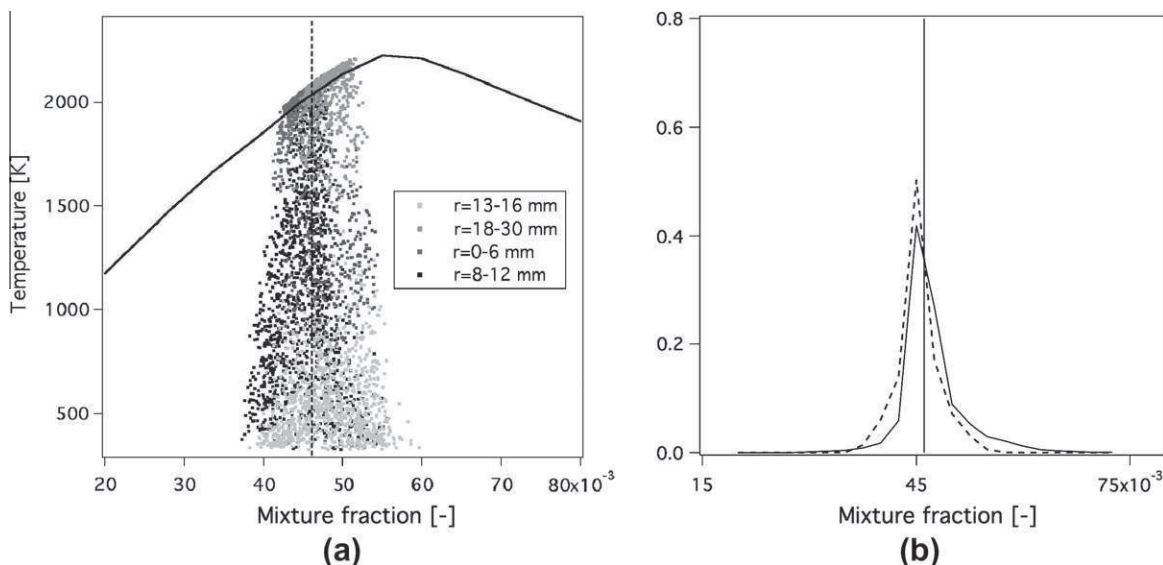 2000
1500
1000
500
Temperature [K]
r=13-16 mm
r=18-30 mm
r=0-6 mm
r=8-12 mm
20 30 40 50 60 70 80x10⁻³
Mixture fraction [-]
(a)
0.8
0.6
0.4
0.2
0.0
15 45 75x10⁻³
Mixture fraction [-]
(b)